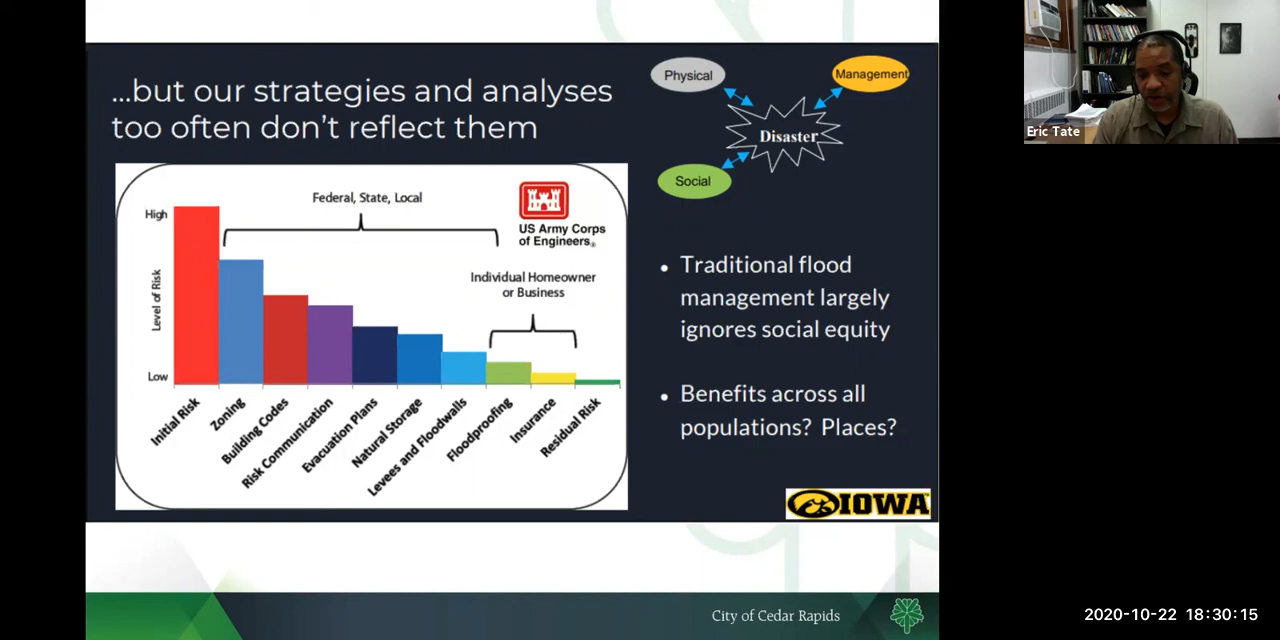 ...but our strategies and analyses
too often don't reflect them
Physical
Management
Disaster
Social
Federal, State, Local
US Army Corps
of Engineers®
Individual Homeowner
or Business
High
Level of Risk
Low
Initial Risk
Zoning
Building Codes
Risk Communication
Evacuation Plans
Natural Storage
Levees and Floodwalls
Floodproofing
Insurance
Residual Risk
• Traditional flood
management largely
ignores social equity
• Benefits across all
populations? Places?
IOWA
City of Cedar Rapids
Eric Tate
2020-10-22 18:30:15